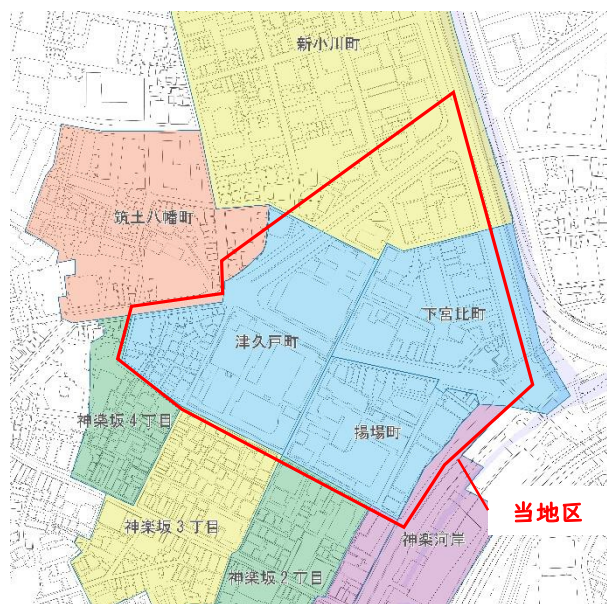 新小川町
筑土八幡町
下宮比町
津久戸町
揚場町
神楽坂4丁目
当地区
神楽坂3丁目
神楽河岸
神楽坂2丁目